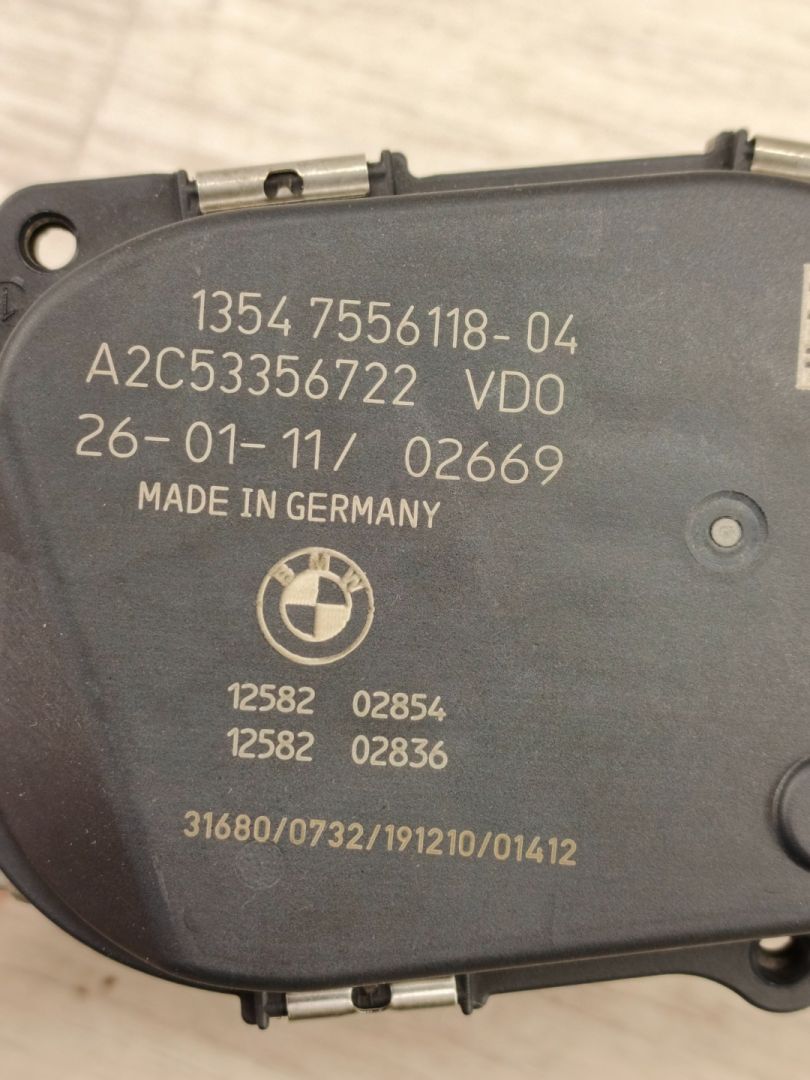 1354 7556118-04
A2C53356722 VDO
26-01-11/ 02669
MADE IN GERMANY
BMW
12582 02854
12582 02836
31680/0732/191210/01412